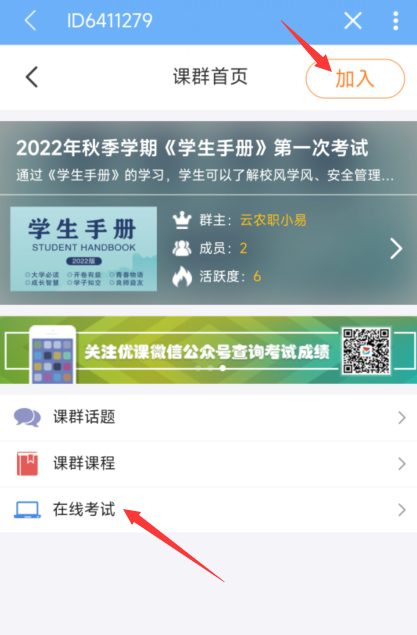 ID6411279
课群首页
加入
2022年秋季学期《学生手册》第一次考试
通过《学生手册》的学习，学生可以了解校风学风、安全管理...
学生手册
STUDENT HANDBOOK
2022版
大学必读 开卷有益 青春物语
成长智慧 学子知交 良师益友
群主：云农职小易
成员：2
活跃度：6
关注优课微信公众号查询考试成绩
课群话题
课群课程
在线考试